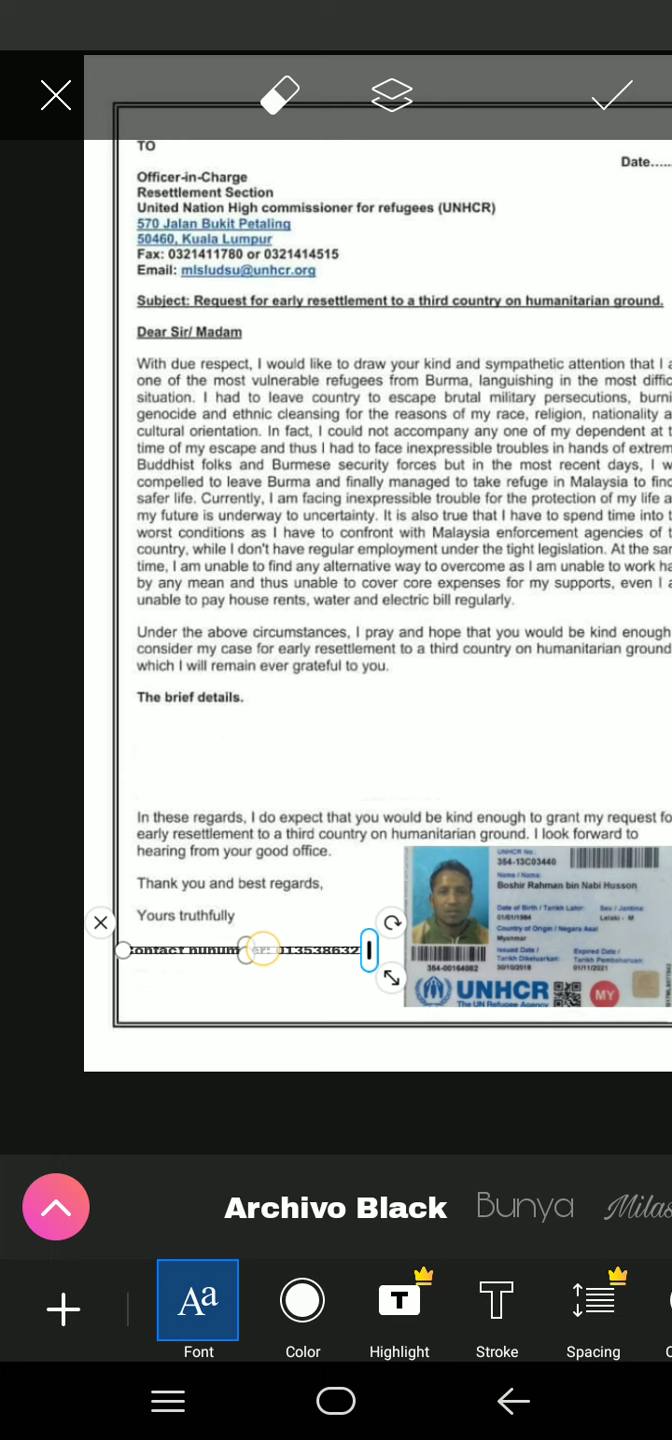 TO
Date.....
Officer-in-Charge
Resettlement Section
United Nation High commissioner for refugees (UNHCR)
570 Jalan Bukit Petaling
50460, Kuala Lumpur
Fax: 0321411780 or 0321414515
Email: mlsludsu@unhcr.org
Subject: Request for early resettlement to a third country on humanitarian ground.
Dear Sir/ Madam
With due respect, I would like to draw your kind and sympathetic attention that I a
one of the most vulnerable refugees from Burma, languishing in the most diffic
situation. I had to leave country to escape brutal military persecutions, burni
genocide and ethnic cleansing for the reasons of my race, religion, nationality a
cultural orientation. In fact, I could not accompany any one of my dependent at t
time of my escape and thus I had to face inexpressible troubles in hands of extrem
Buddhist folks and Burmese security forces but in the most recent days, I w
compelled to leave Burma and finally managed to take refuge in Malaysia to find
safer life. Currently, I am facing inexpressible trouble for the protection of my life a
my future is underway to uncertainty. It is also true that I have to spend time into t
worst conditions as I have to confront with Malaysia enforcement agencies of t
country, while I don't have regular employment under the tight legislation. At the sam
time, I am unable to find any alternative way to overcome as I am unable to work ha
by any mean and thus unable to cover core expenses for my supports, even I a
unable to pay house rents, water and electric bill regularly.
Under the above circumstances, I pray and hope that you would be kind enough
consider my case for early resettlement to a third country on humanitarian ground
which I will remain ever grateful to you.
The brief details.
In these regards, I do expect that you would be kind enough to grant my request fo
early resettlement to a third country on humanitarian ground. I look forward to
hearing from your good office.
Thank you and best regards,
Yours truthfully
UNHCR No.:
354-13C03440
Name / Nama:
Boshir Rahman bin Nabi Husson
Date of Birth / Tarikh Lahir: Sex / Jantina:
01/01/1984 Lelaki - M
Country of Origin / Negara Asal
Myanmar
Issued Date / Expired Date /
Tarikh Dikeluarkan: Tarikh Pembaharuan:
30/10/2018 01/11/2021
354-00164082
UNHCR
The UN Refugee Agency
MY
Archivo Black Bunya Milas
Aa T T
Font Color Highlight Stroke Spacing